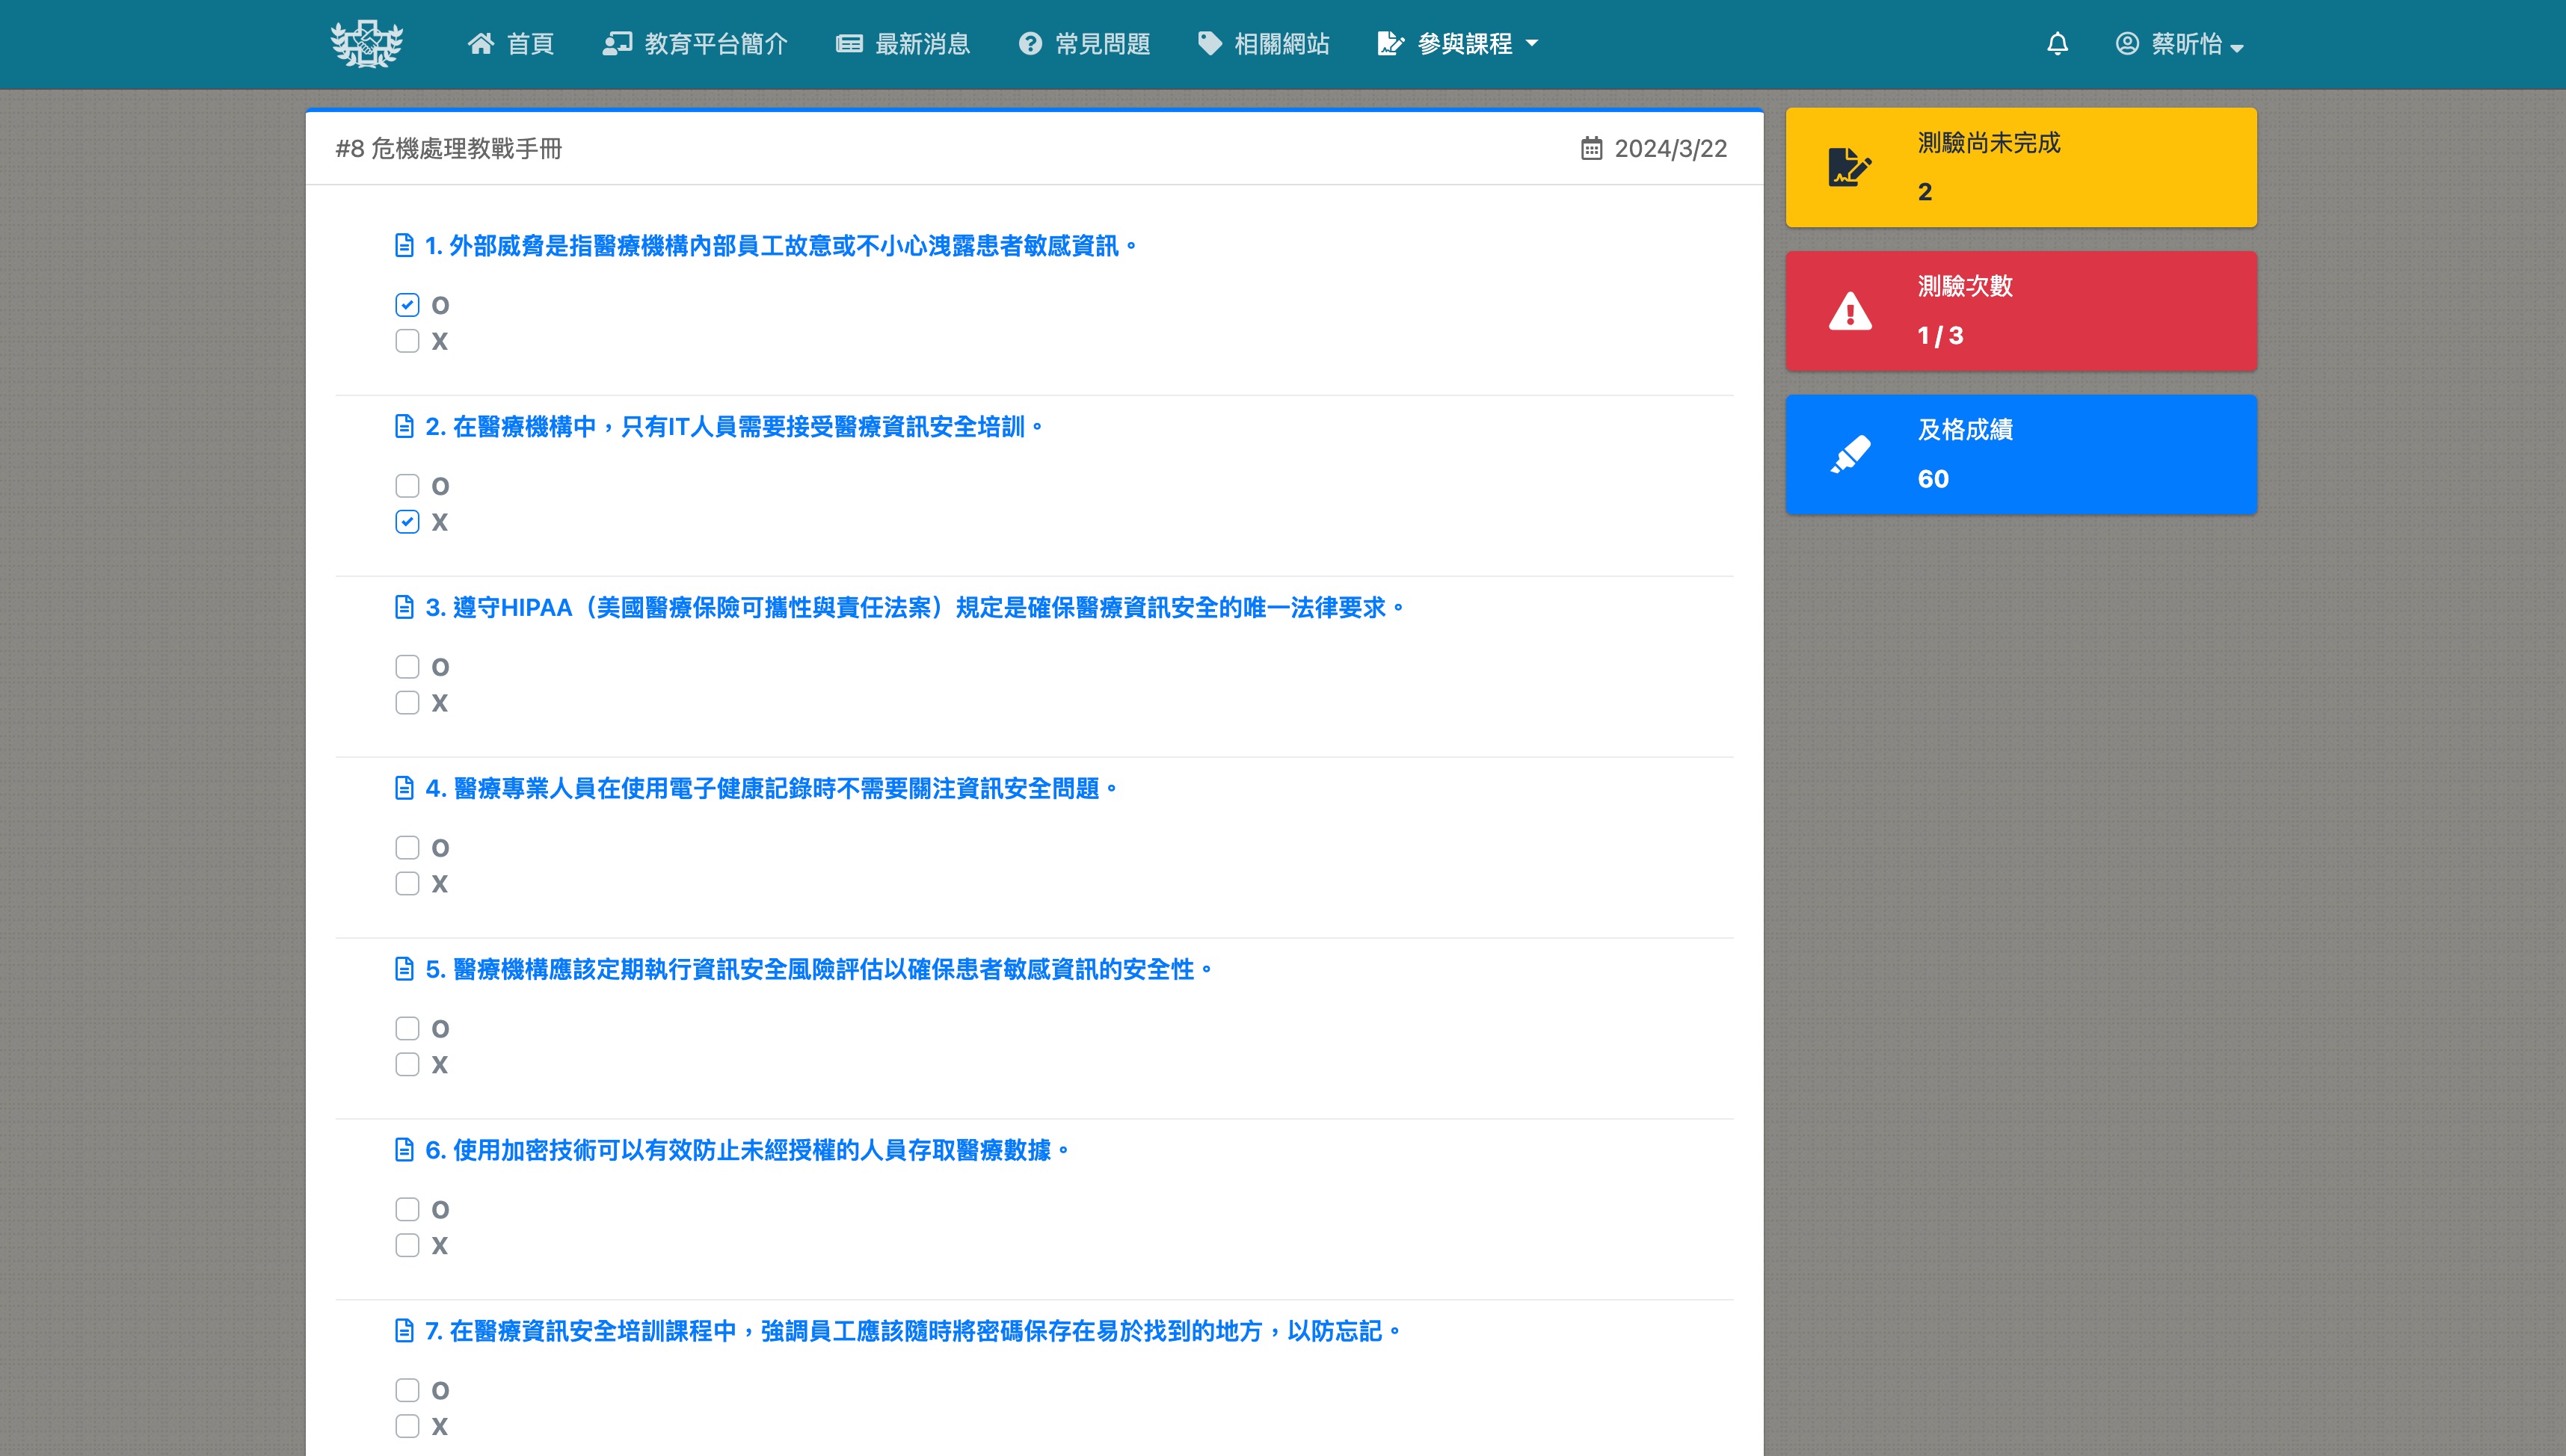 首頁 教育平台簡介 最新消息 常見問題 相關網站 參與課程 蔡昕怡
#8 危機處理教戰手冊 2024/3/22
1. 外部威脅是指醫療機構內部員工故意或不小心洩露患者敏感資訊。
O
X
2. 在醫療機構中，只有IT人員需要接受醫療資訊安全培訓。
O
X
3. 遵守HIPAA（美國醫療保險可攜性與責任法案）規定是確保醫療資訊安全的唯一法律要求。
O
X
4. 醫療專業人員在使用電子健康記錄時不需要關注資訊安全問題。
O
X
5. 醫療機構應該定期執行資訊安全風險評估以確保患者敏感資訊的安全性。
O
X
6. 使用加密技術可以有效防止未經授權的人員存取醫療數據。
O
X
7. 在醫療資訊安全培訓課程中，強調員工應該隨時將密碼保存在易於找到的地方，以防忘記。
O
X
測驗尚未完成
2
測驗次數
1 / 3
及格成績
60